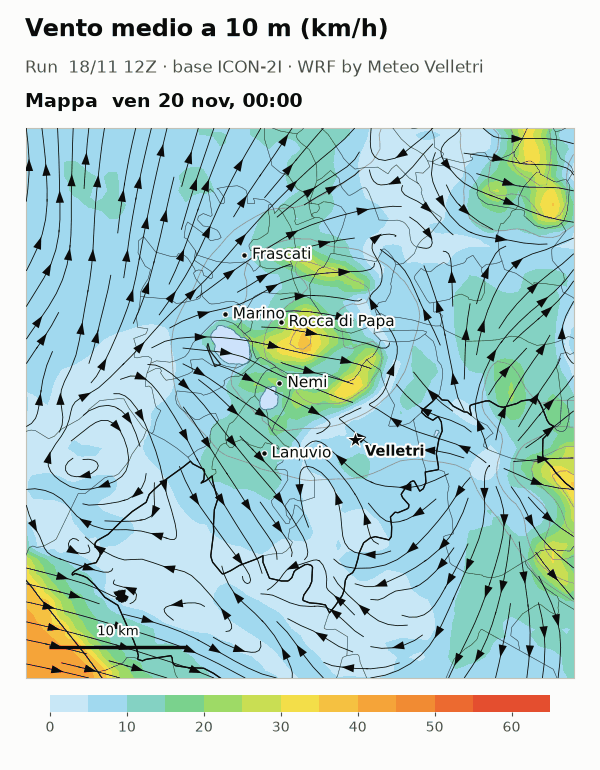 Vento medio a 10 m (km/h)
Run  18/11 12Z · base ICON-2I · WRF by Meteo Velletri
Mappa  ven 20 nov, 00:00
Frascati
Marino
Rocca di Papa
Nemi
Velletri
Lanuvio
10 km
0 10 20 30 40 50 60